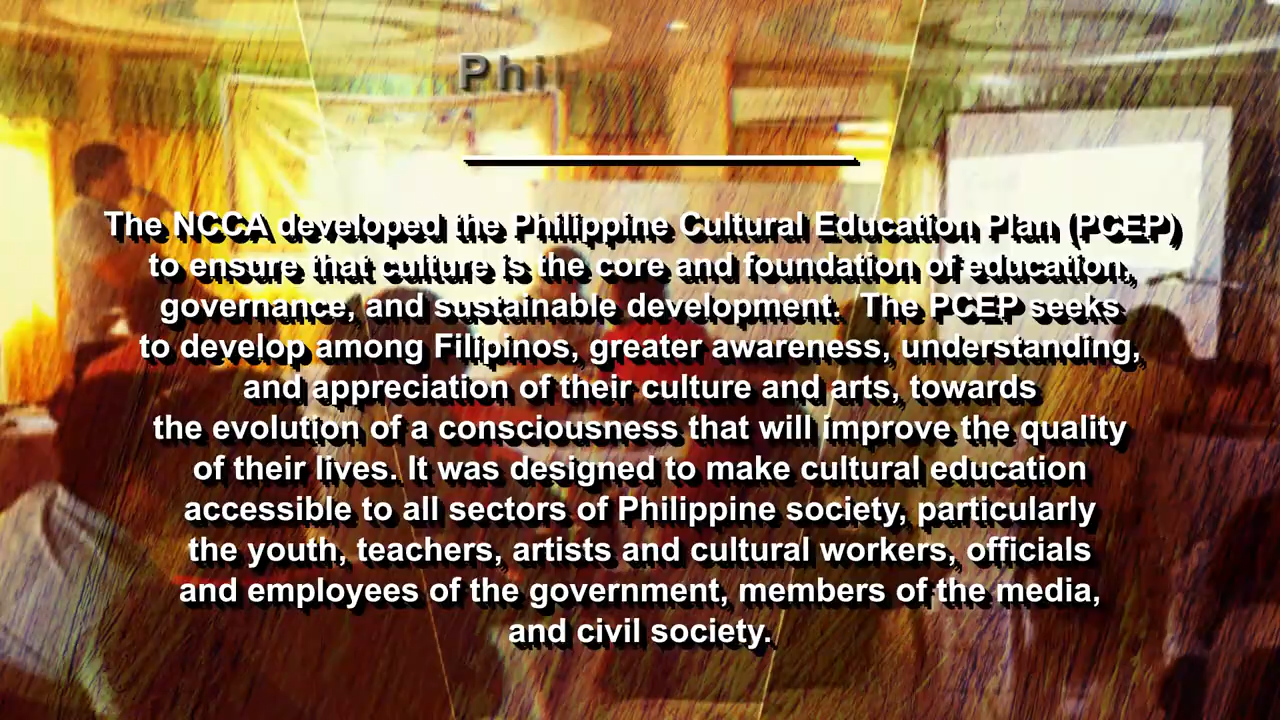 Phil
The NCCA developed the Philippine Cultural Education Plan (PCEP)
to ensure that culture is the core and foundation of education,
governance, and sustainable development. The PCEP seeks
to develop among Filipinos, greater awareness, understanding,
and appreciation of their culture and arts, towards
the evolution of a consciousness that will improve the quality
of their lives. It was designed to make cultural education
accessible to all sectors of Philippine society, particularly
the youth, teachers, artists and cultural workers, officials
and employees of the government, members of the media,
and civil society.